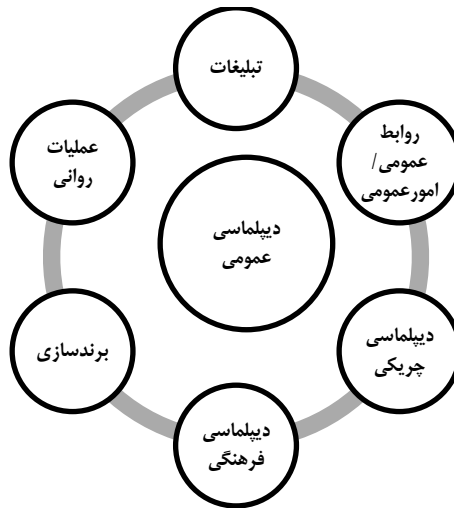 تبلیغات
روابط
عمومی/
امورعمومی
دیپلماسی
چریکی
دیپلماسی
فرهنگی
برندسازی
عملیات
روانی
دیپلماسی
عمومی